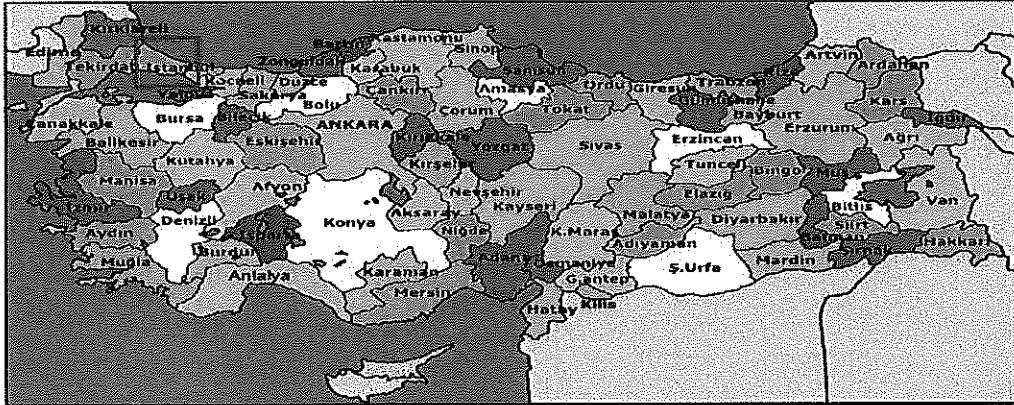 Kırklareli
Edirne
Tekirdağ
İstanbul
Kocaeli
Yalova
Sakarya
Düzce
Zonguldak
Bartın
Kastamonu
Karabük
Sinop
Samsun
Çankırı
Bolu
Amasya
Çorum
Tokat
Ordu
Giresun
Trabzon
Rize
Artvin
Ardahan
Gümüşhane
Bayburt
Kars
Iğdır
Çanakkale
Bursa
Bilecik
ANKARA
Balıkesir
Eskişehir
Kırıkkale
Yozgat
Sivas
Erzincan
Erzurum
Ağrı
Kütahya
Kırşehir
Tunceli
Bingöl
Muş
Manisa
Uşak
Afyon
Nevşehir
Kayseri
Elazığ
Van
İzmir
Denizli
Isparta
Konya
Aksaray
Niğde
Malatya
Diyarbakır
Bitlis
Siirt
Aydın
Burdur
K.Maraş
Adıyaman
Batman
Şırnak
Hakkari
Muğla
Antalya
Karaman
Adana
Osmaniye
G.antep
Ş.Urfa
Mardin
Mersin
Hatay
Kilis